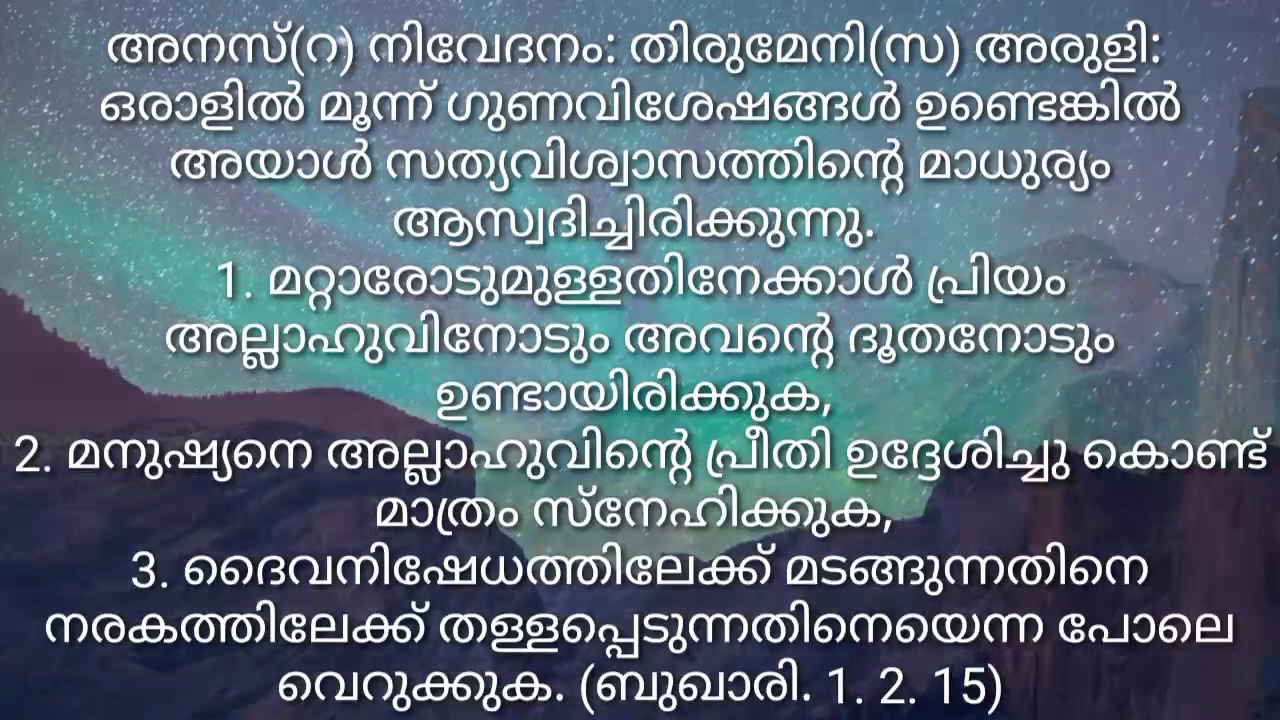 അനസ്(റ) നിവേദനം: തിരുമേനി(സ) അരുളി:
ഒരാളിൽ മൂന്ന് ഗുണവിശേഷങ്ങൾ ഉണ്ടെങ്കിൽ
അയാൾ സത്യവിശ്വാസത്തിന്റെ മാധുര്യം
ആസ്വദിച്ചിരിക്കുന്നു.
1. മറ്റാരോടുമുള്ളതിനേക്കാൾ പ്രിയം
അല്ലാഹുവിനോടും അവന്റെ ദൂതനോടും
ഉണ്ടായിരിക്കുക,
2. മനുഷ്യനെ അല്ലാഹുവിന്റെ പ്രീതി ഉദ്ദേശിച്ചു കൊണ്ട്
മാത്രം സ്നേഹിക്കുക,
3. ദൈവനിഷേധത്തിലേക്ക് മടങ്ങുന്നതിനെ
നരകത്തിലേക്ക് തള്ളപ്പെടുന്നതിനെയെന്ന പോലെ
വെറുക്കുക. (ബുഖാരി. 1. 2. 15)